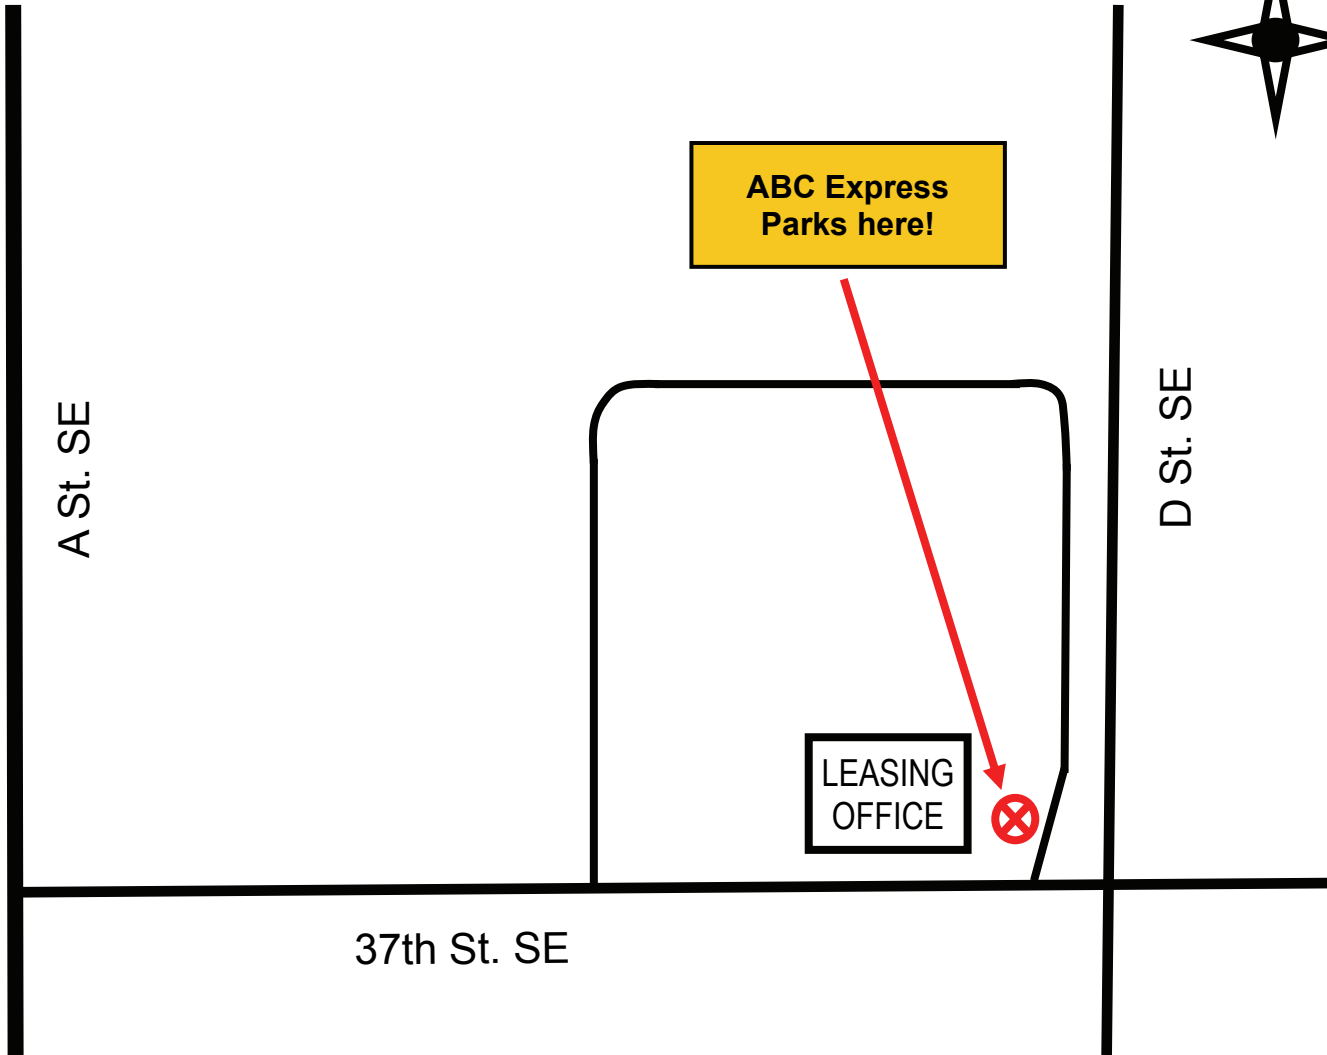 ABC Express
Parks here!
A St. SE
D St. SE
LEASING
OFFICE
37th St. SE